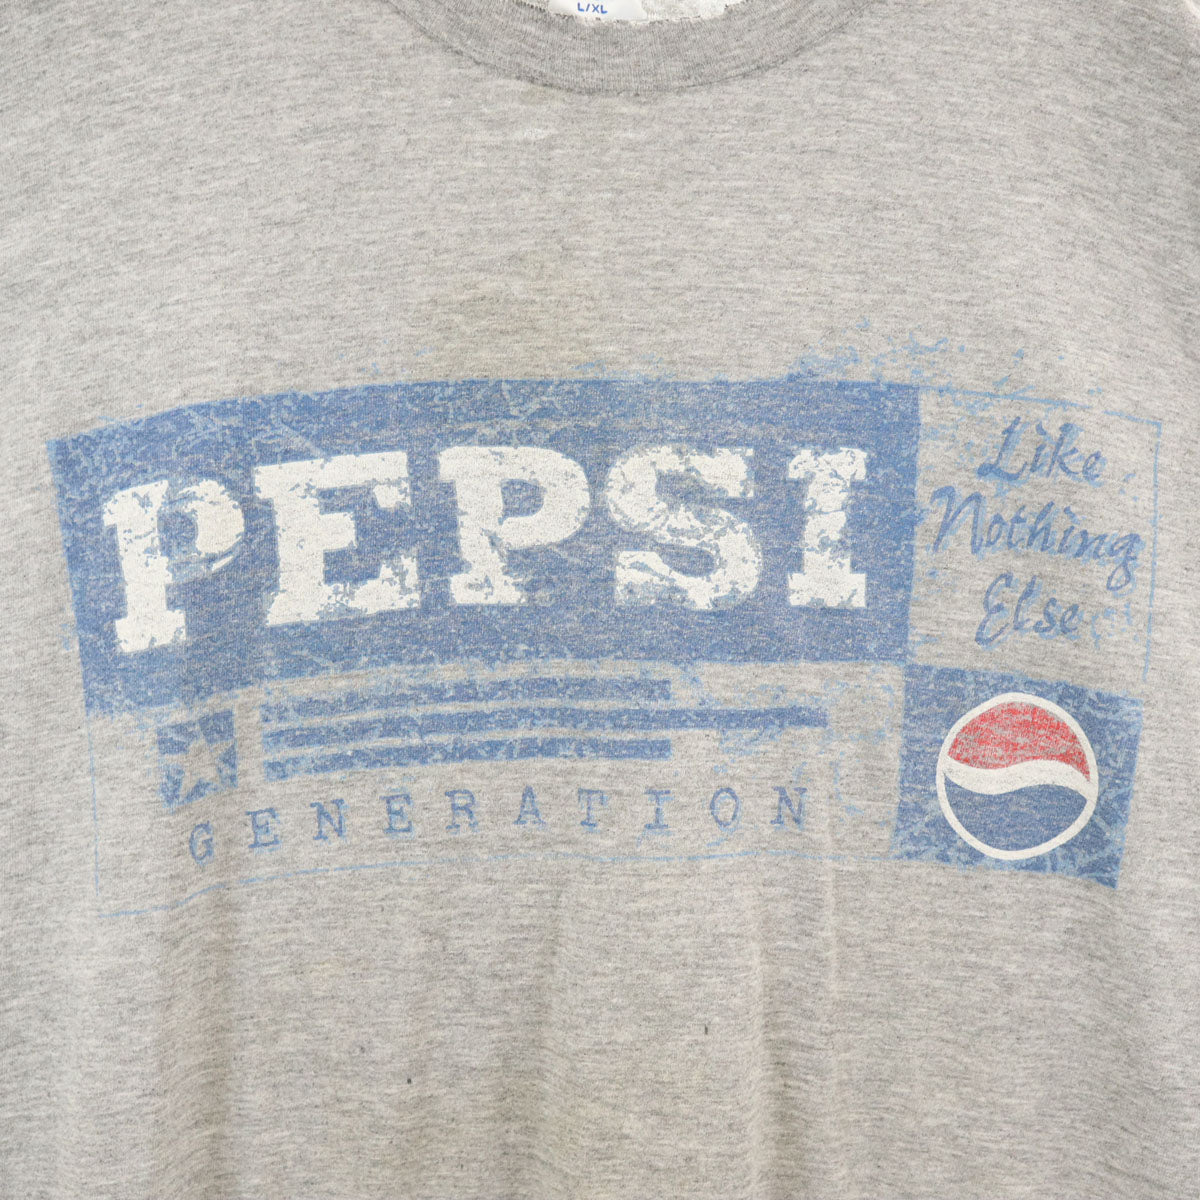 L/XL
PEPSI
Like
Nothing
Else
GENERATION